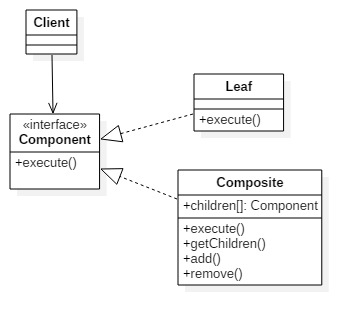 Client
«interface»
Component
+execute()
Leaf
+execute()
Composite
+children[]: Component
+execute()
+getChildren()
+add()
+remove()